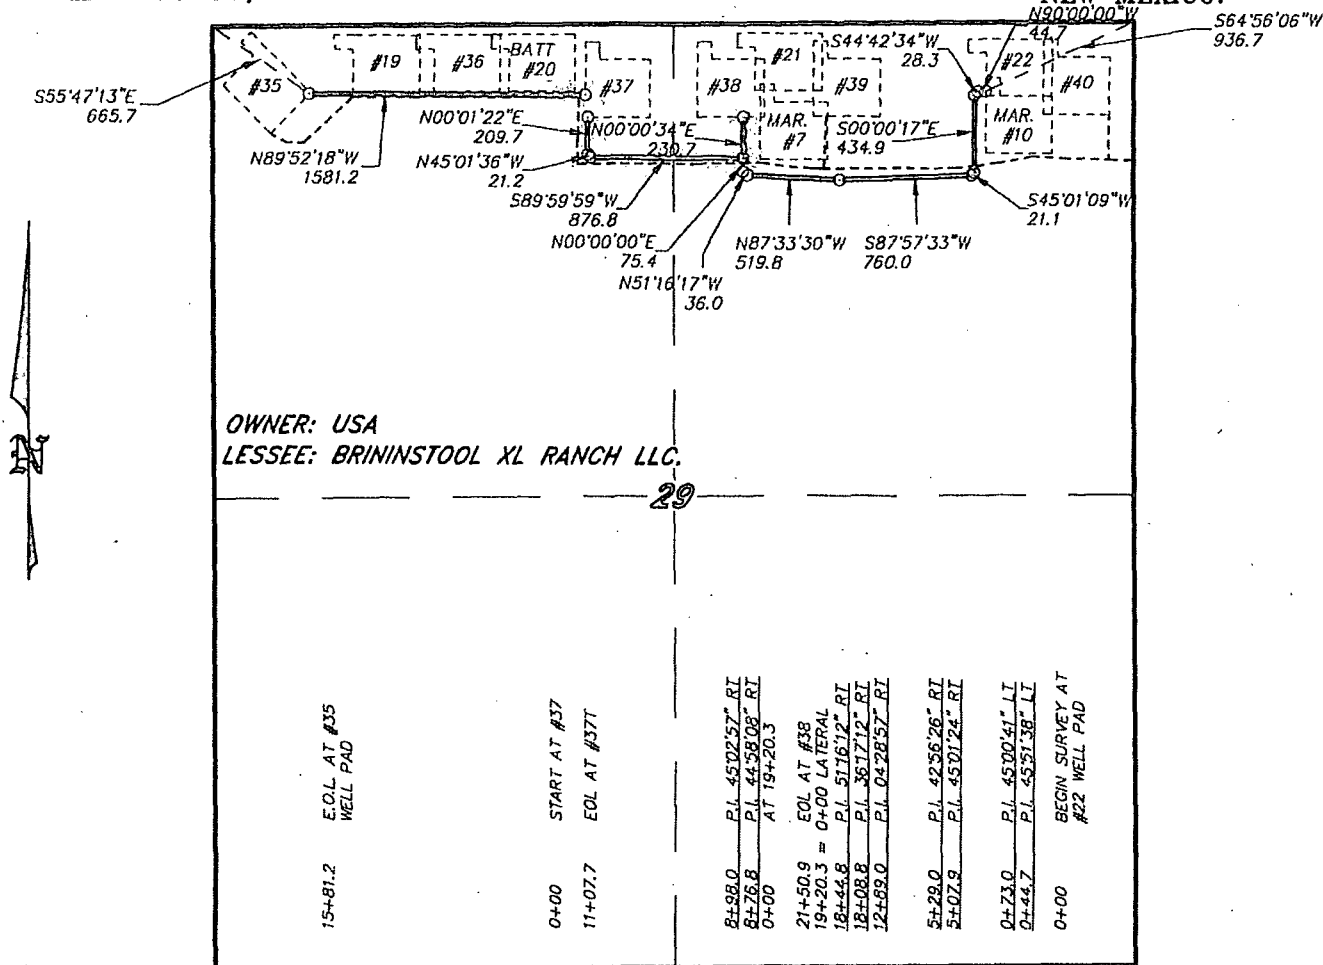 NEW MEXICO.
N90°00'00"W
44.7
S64°56'06"W
936.7
S44°42'34"W
28.3
#35
#19
#36
BATT
#20
#37
#38
#21
#39
#22
#40
MAR.
#7
MAR.
#10
S55°47'13"E
665.7
N89°52'18"W
1581.2
N00°01'22"E
209.7
N45°01'36"W
21.2
N00°00'34"E
230.7
S00°00'17"E
434.9
S89°59'59"W
876.8
N00°00'00"E
75.4
N51°16'17"W
36.0
N87°33'30"W
519.8
S87°57'33"W
760.0
S45°01'09"W
21.1
N
OWNER: USA
LESSEE: BRININSTOOL XL RANCH LLC.
29
15+81.2 E.O.L. AT #35
WELL PAD
0+00 START AT #37
11+07.7 EOL AT #37T
8+98.0 P.I. 45°02'57" RT
8+76.8 P.I. 44°58'08" RT
0+00 AT 19+20.3
21+50.9 EOL AT #38
19+20.3 = 0+00 LATERAL
18+44.8 P.I. 51°16'12" RT
18+08.8 P.I. 36°17'12" RT
12+89.0 P.I. 04°28'57" RT
5+29.0 P.I. 42°56'26" RT
5+07.9 P.I. 45°01'24" RT
0+73.0 P.I. 45°00'41" LT
0+44.7 P.I. 45°51'38" LT
0+00 BEGIN SURVEY AT
#22 WELL PAD